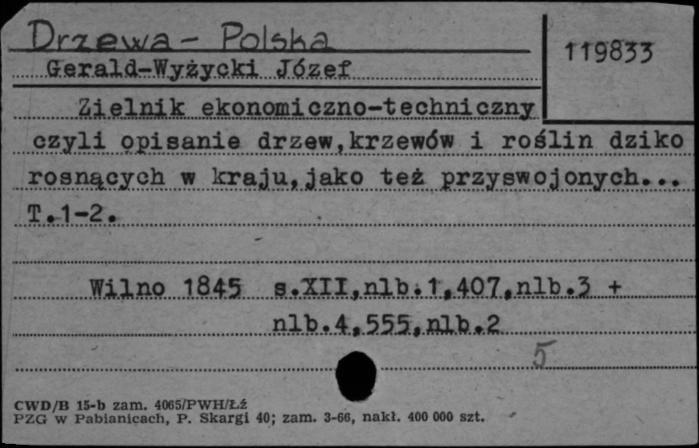 Drzewa - Polska
119833
Gerald-Wyżycki Józef
Zielnik ekonomiczno-techniczny
czyli opisanie drzew,krzewów i roślin dziko
rosnących w kraju,jako też przyswojonych...
T.1-2.
Wilno 1845 s.XII,nlb.1,407,nlb.3 +
nlb.4,555,nlb.2
5
CWD/B 15-b zam. 4065/PWH/Łź
PZG w Pabianicach, P. Skargi 40; zam. 3-66, nakł. 400 000 szt.